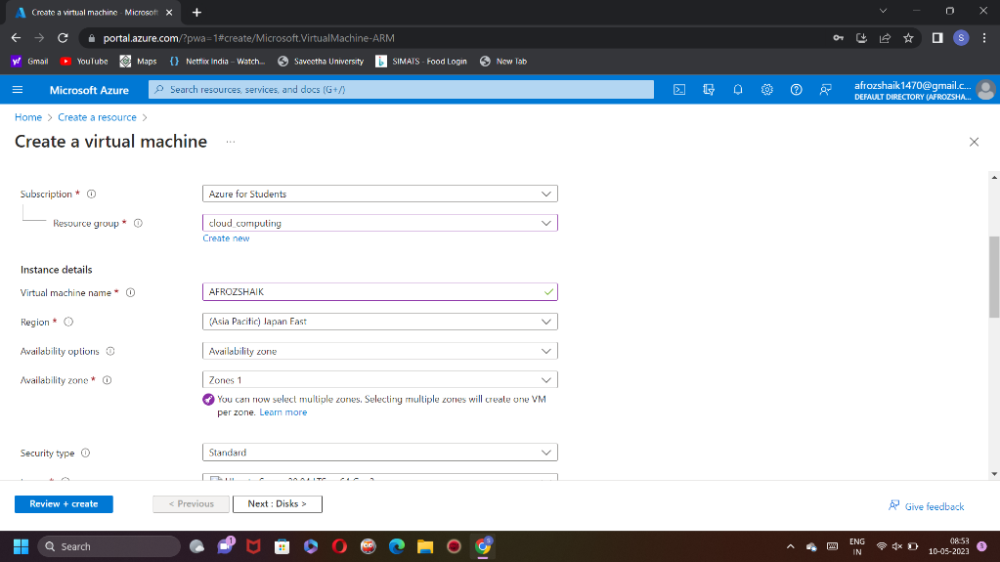 Create a virtual machine - Microsoft
portal.azure.com/?pwa=1#create/Microsoft.VirtualMachine-ARM
S
Gmail
YouTube
Maps
Netflix India – Watch...
Saveetha University
SIMATS - Food Login
New Tab
Microsoft Azure
Search resources, services, and docs (G+/)
afrozshaik1470@gmail.c...
DEFAULT DIRECTORY (AFROZSHA...
Home > Create a resource >
Create a virtual machine ...
Subscription *
Azure for Students
Resource group *
cloud_computing
Create new
Instance details
Virtual machine name *
AFROZSHAIK
Region *
(Asia Pacific) Japan East
Availability options
Availability zone
Availability zone *
Zones 1
You can now select multiple zones. Selecting multiple zones will create one VM
per zone. Learn more
Security type
Standard
Review + create
< Previous
Next : Disks >
Give feedback
Search
1
S
ENG
IN
08:53
10-05-2023
3